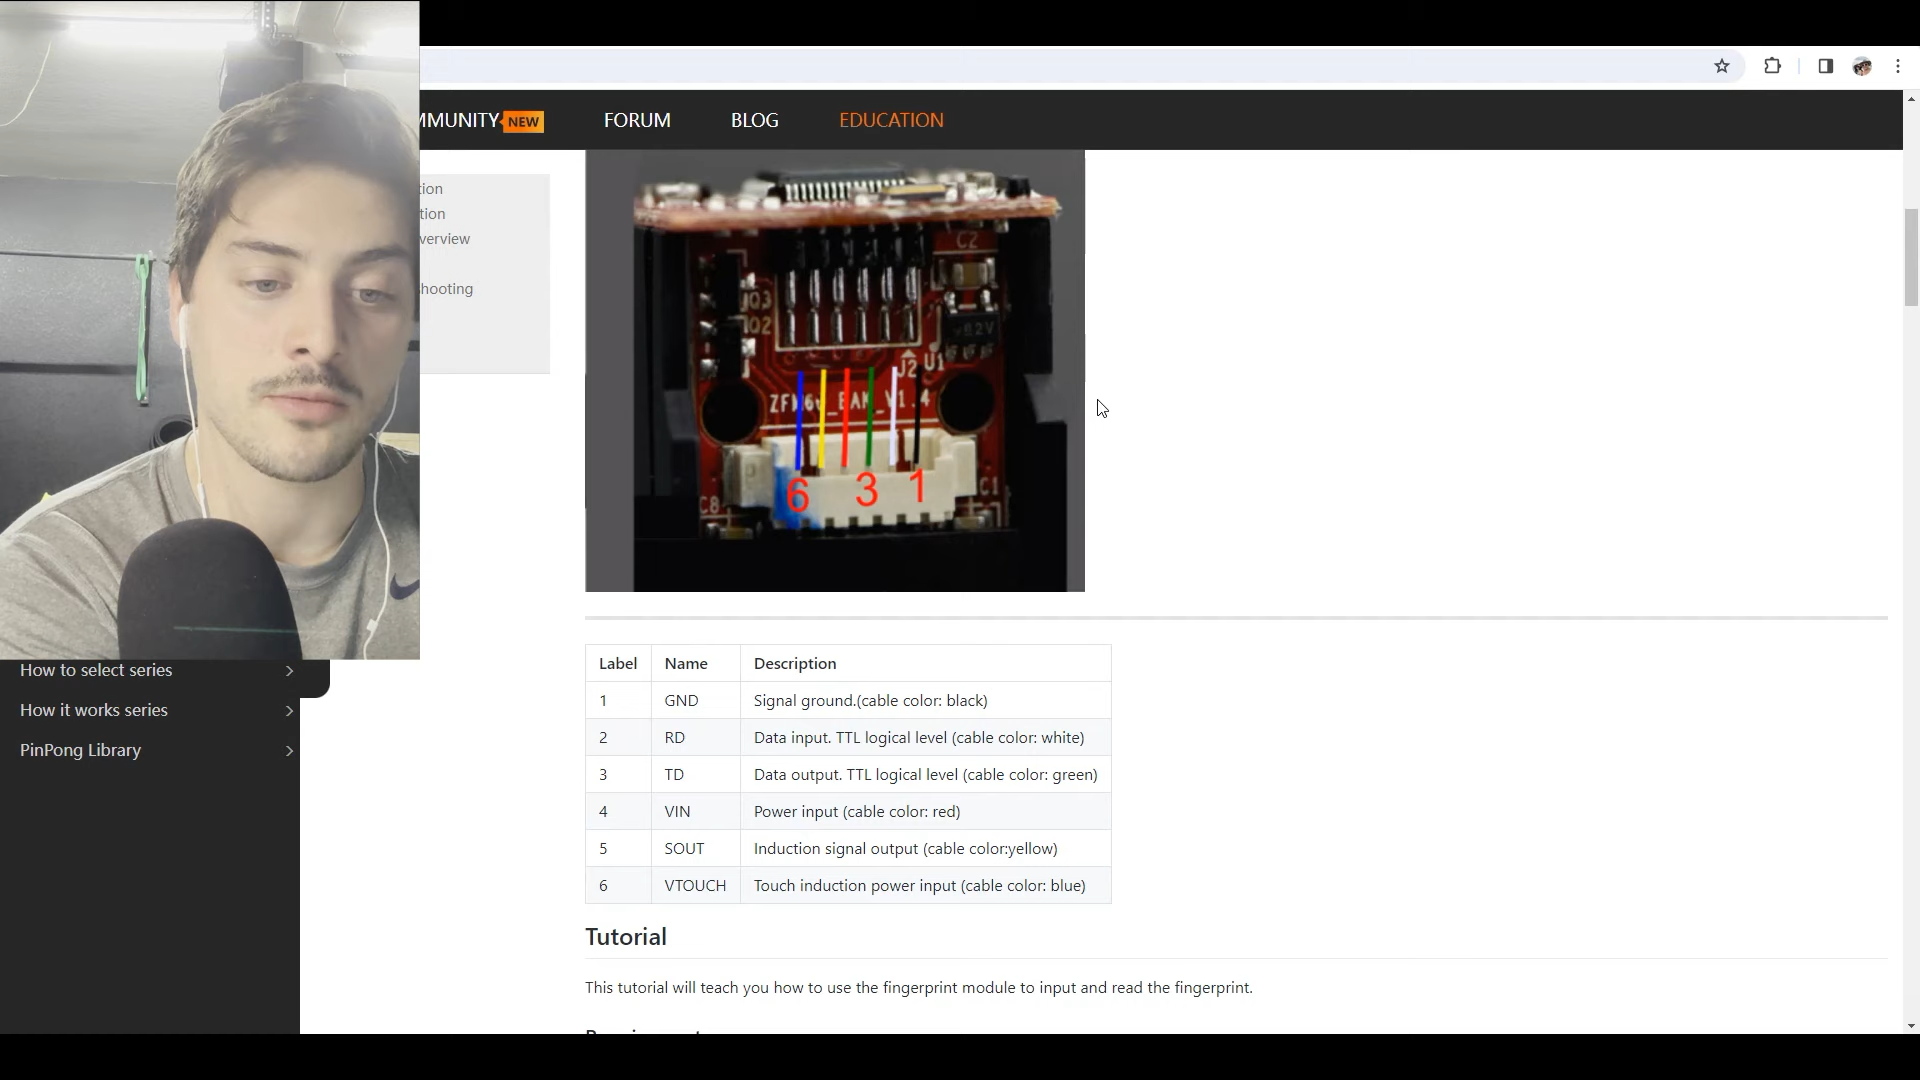 MMUNITY NEW FORUM BLOG EDUCATION
tion
tion
verview
hooting
C2
Q3
Q2
J2 U1
6 3 1
C8 C1
Label Name Description
1 GND Signal ground.(cable color: black)
2 RD Data input. TTL logical level (cable color: white)
3 TD Data output. TTL logical level (cable color: green)
4 VIN Power input (cable color: red)
5 SOUT Induction signal output (cable color:yellow)
6 VTOUCH Touch induction power input (cable color: blue)
How to select series
How it works series
PinPong Library
Tutorial
This tutorial will teach you how to use the fingerprint module to input and read the fingerprint.